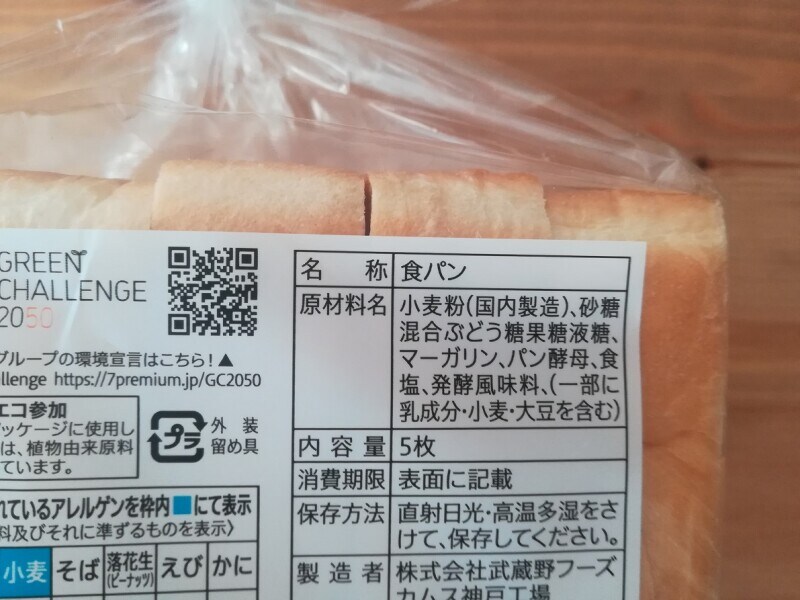 GREEN
CHALLENGE
2050
グループの環境宣言はこちら!▲
llenge https://7premium.jp/GC2050
エコ参加
ッケージに使用し
は、植物由来原料
ています。
プラ
外装
留め具
れているアレルゲンを枠内■にて表示
料及びそれに準ずるものを表示〉
小麦 そば 落花生(ピーナッツ) えび かに
名称 食パン
原材料名 小麦粉(国内製造)、砂糖
混合ぶどう糖果糖液糖、
マーガリン、パン酵母、食
塩、発酵風味料、(一部に
乳成分・小麦・大豆を含む)
内容量 5枚
消費期限 表面に記載
保存方法 直射日光・高温多湿をさ
けて、保存してください。
製造者 株式会社武蔵野フーズ
カムス神戸工場